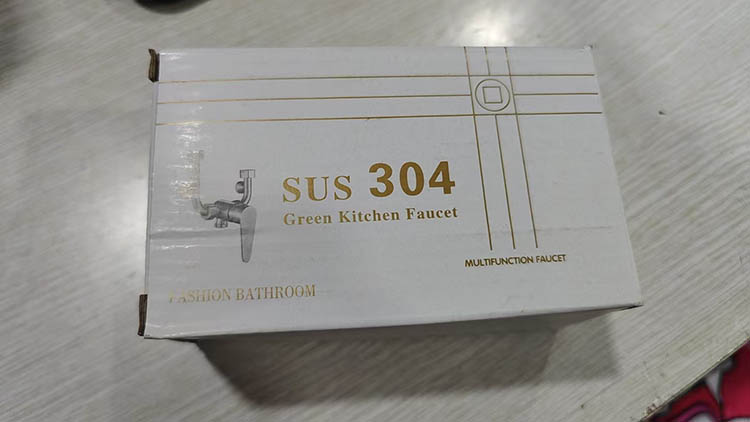 SUS 304
Green Kitchen Faucet
MULTIFUNCTION FAUCET
FASHION BATHROOM